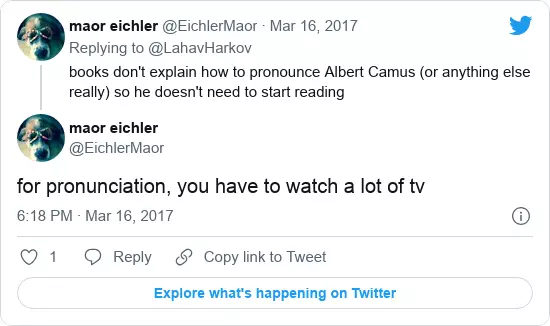 maor eichler @EichlerMaor · Mar 16, 2017
Replying to @LahavHarkov
books don't explain how to pronounce Albert Camus (or anything else
really) so he doesn't need to start reading
maor eichler
@EichlerMaor
for pronunciation, you have to watch a lot of tv
6:18 PM · Mar 16, 2017
1 Reply Copy link to Tweet
Explore what's happening on Twitter